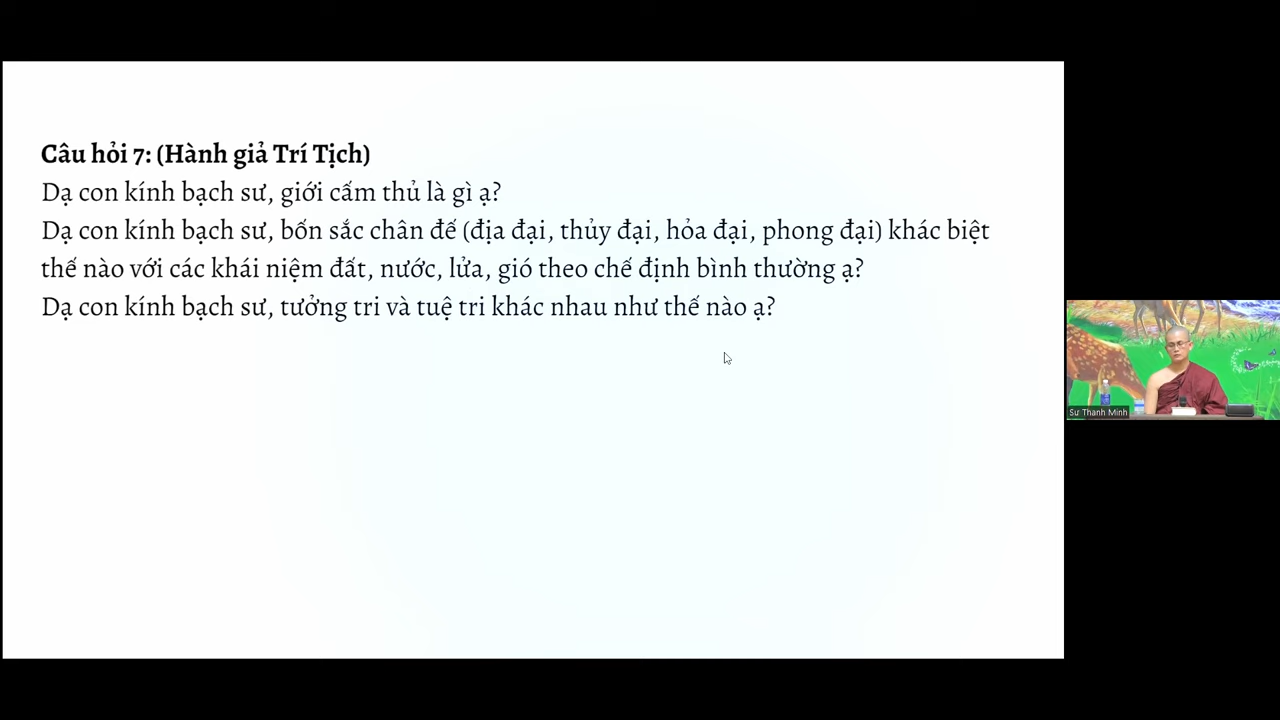 Câu hỏi 7: (Hành giả Trí Tịch)
Dạ con kính bạch sư, giới cấm thủ là gì ạ?
Dạ con kính bạch sư, bốn sắc chân đế (địa đại, thủy đại, hỏa đại, phong đại) khác biệt
thế nào với các khái niệm đất, nước, lửa, gió theo chế định bình thường ạ?
Dạ con kính bạch sư, tưởng tri và tuệ tri khác nhau như thế nào ạ?
Sư Thanh Minh